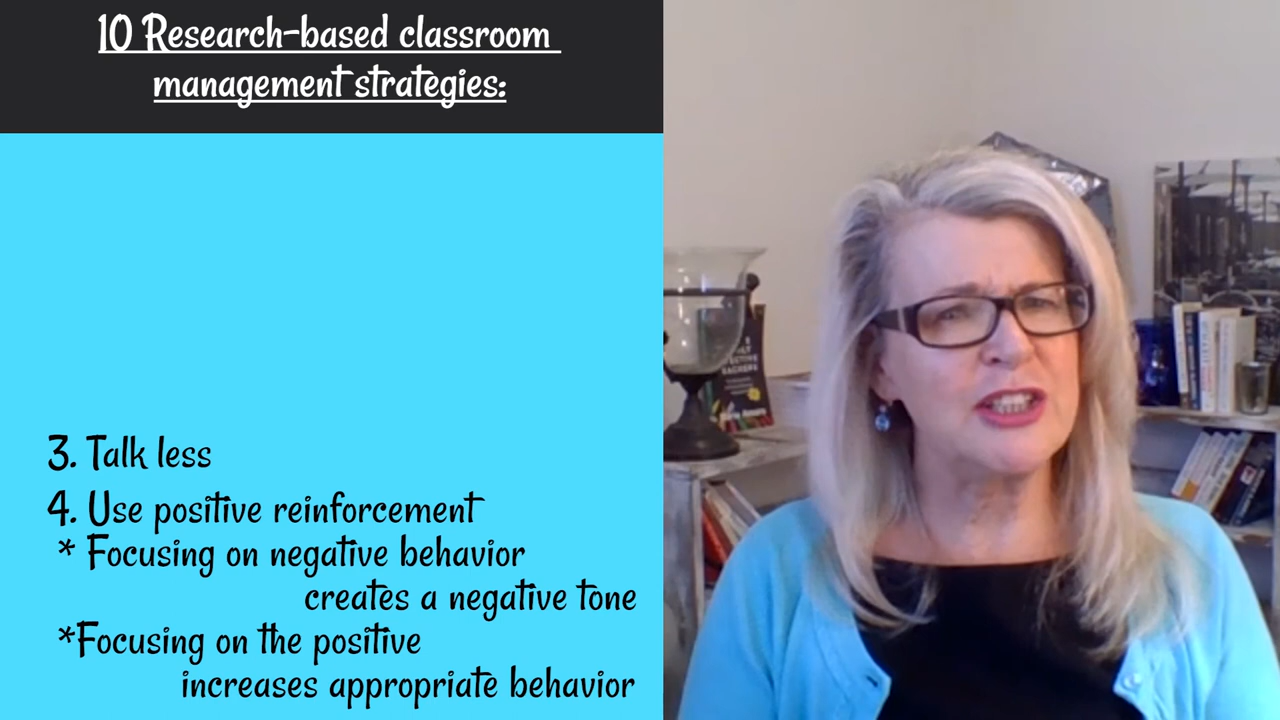 10 Research-based classroom
management strategies:
3. Talk less
4. Use positive reinforcement
* Focusing on negative behavior
creates a negative tone
*Focusing on the positive
increases appropriate behavior